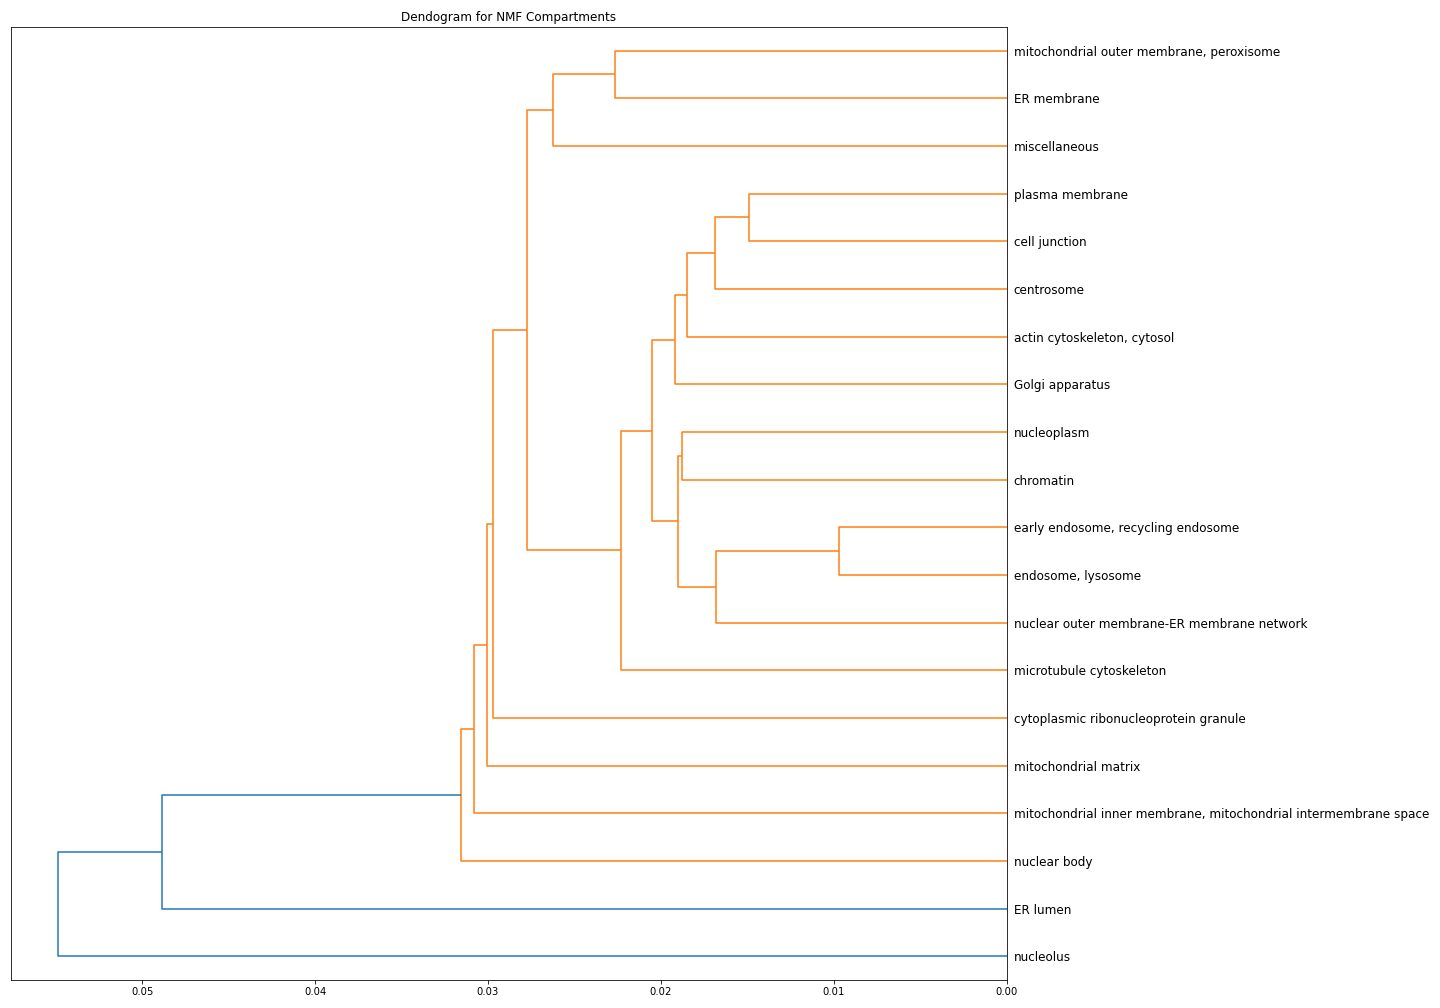 Dendogram for NMF Compartments
mitochondrial outer membrane, peroxisome
ER membrane
miscellaneous
plasma membrane
cell junction
centrosome
actin cytoskeleton, cytosol
Golgi apparatus
nucleoplasm
chromatin
early endosome, recycling endosome
endosome, lysosome
nuclear outer membrane-ER membrane network
microtubule cytoskeleton
cytoplasmic ribonucleoprotein granule
mitochondrial matrix
mitochondrial inner membrane, mitochondrial intermembrane space
nuclear body
ER lumen
nucleolus
0.05 0.04 0.03 0.02 0.01 0.00